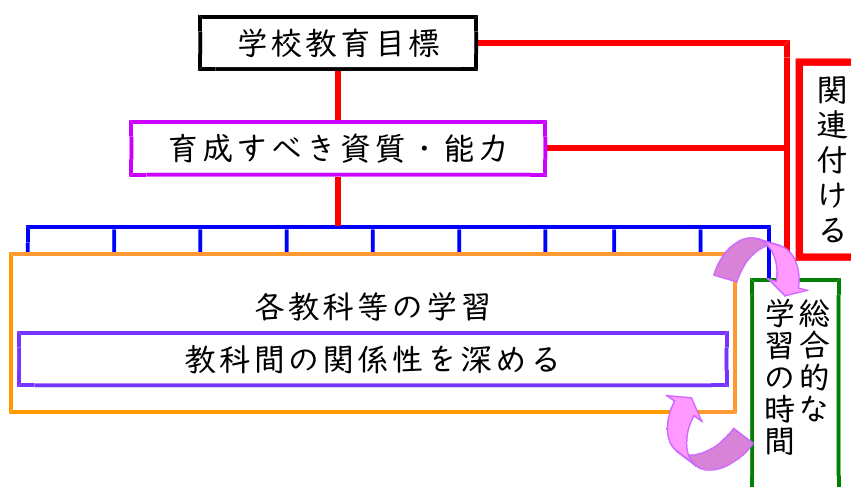 学校教育目標
育成すべき資質・能力
関連付ける
各教科等の学習
教科間の関係性を深める
総合的な
学習の時間